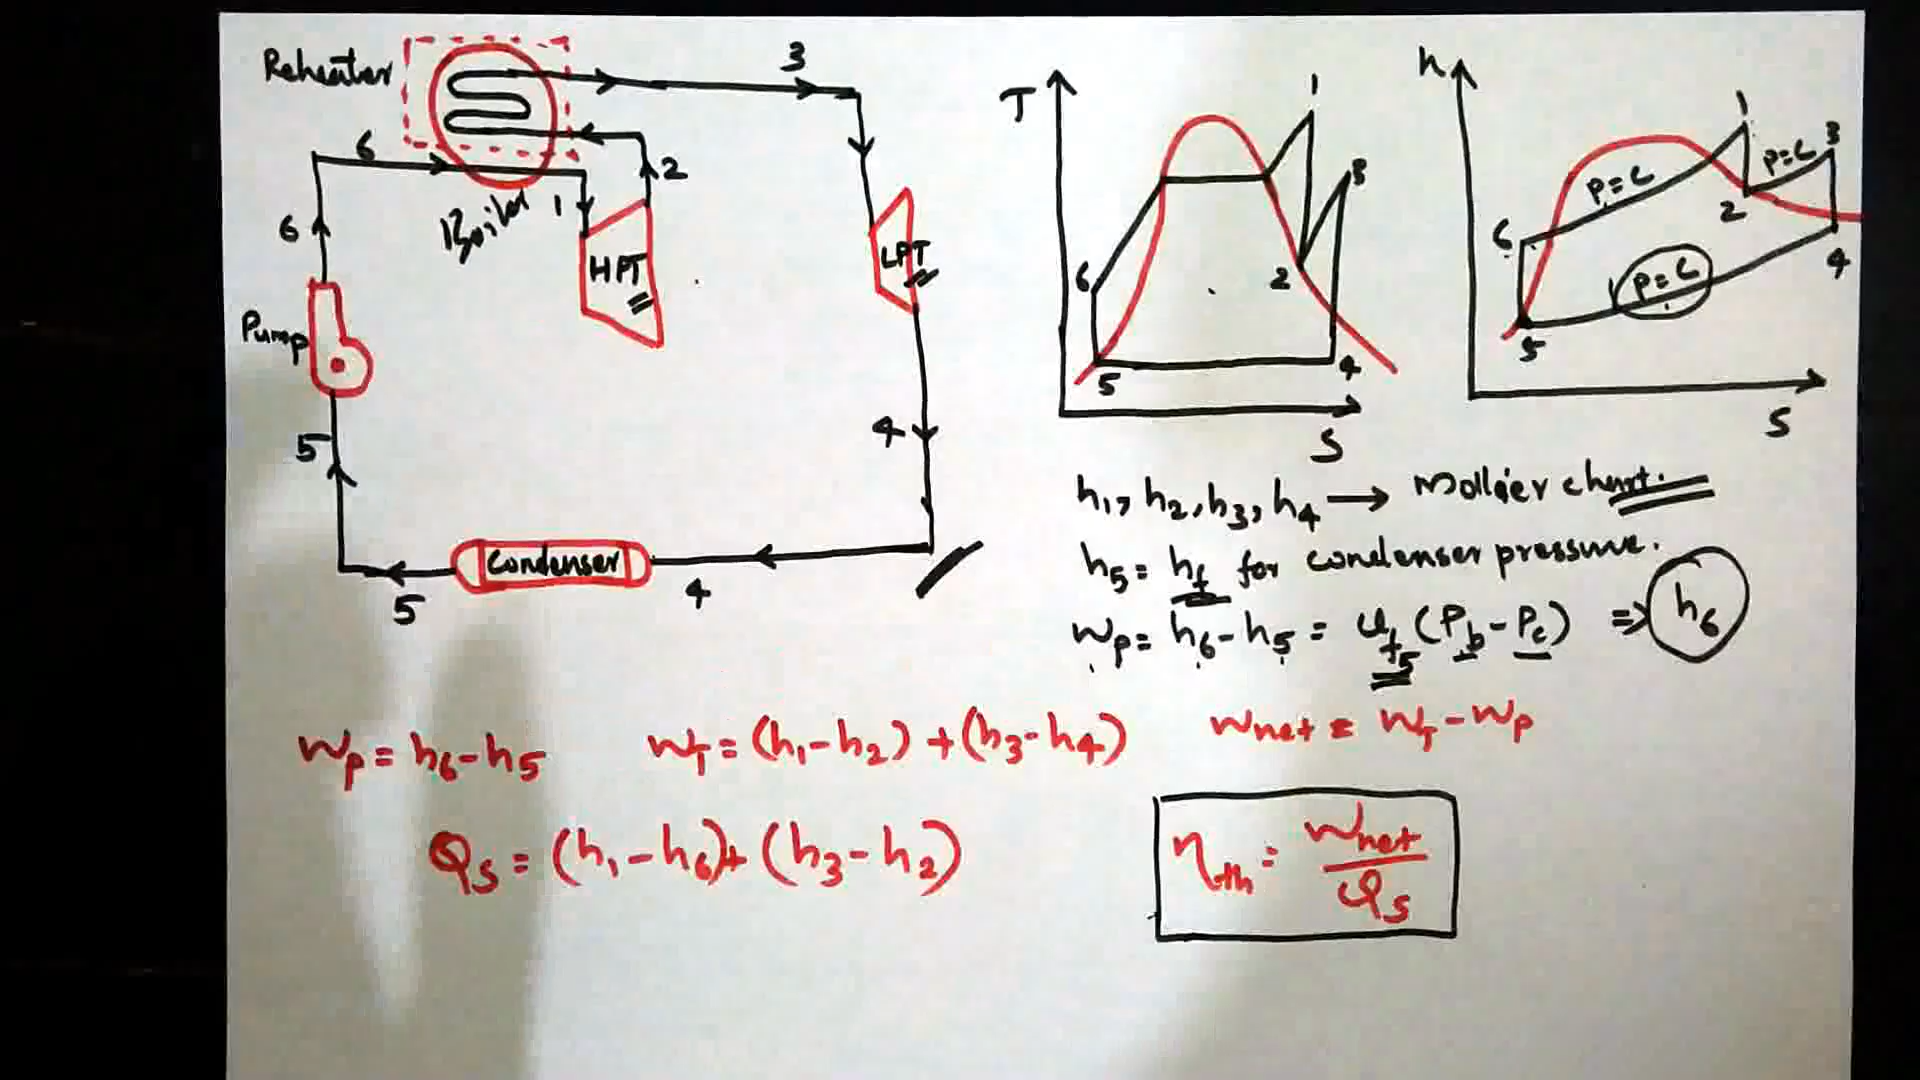 Reheater
6
6
Boiler
1
2
3
HPT
LPT
Pump
5
4
Condenser
5
4
T
1
3
6
2
5
4
S
h
1
3
P=C
P=C
2
6
P=C
4
5
S
h1, h2, h3, h4 → Mollier chart.
h5 = hf for condenser pressure.
wp = h6 - h5 = vf5 (Pb - Pc) ⇒ h6
wp = h6 - h5
wT = (h1 - h2) + (h3 - h4)
wnet = wT - wp
Qs = (h1 - h6) + (h3 - h2)
ηth = wnet / Qs